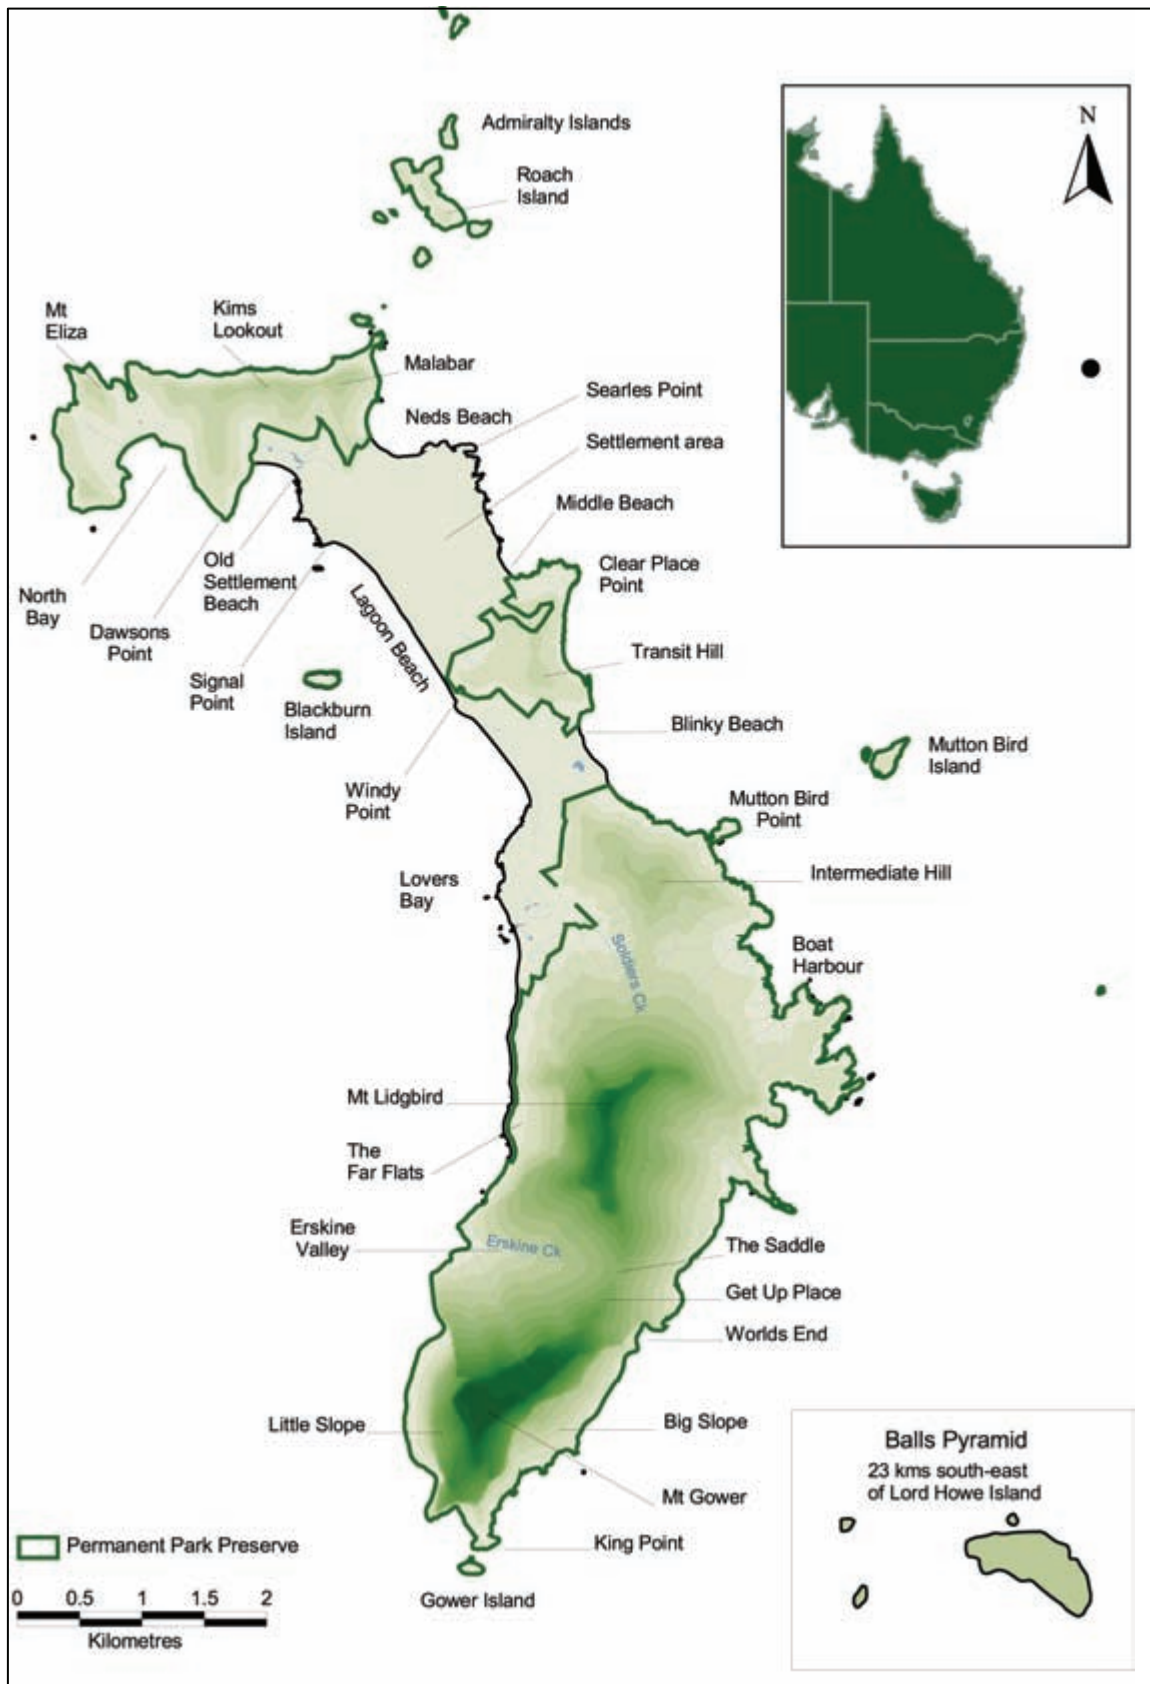 Admiralty Islands
N
Roach
Island
Mt
Eliza
Kims
Lookout
Malabar
Searles Point
Neds Beach
Settlement area
Middle Beach
Old
Settlement
Beach
Clear Place
Point
North
Bay
Dawsons
Point
Lagoon Beach
Transit Hill
Signal
Point
Blackburn
Island
Blinky Beach
Mutton Bird
Island
Windy
Point
Mutton Bird
Point
Lovers
Bay
Intermediate Hill
Soldiers Ck
Boat
Harbour
Mt Lidgbird
The
Far Flats
Erskine
Valley
Erskine Ck
The Saddle
Get Up Place
Worlds End
Little Slope
Big Slope
Balls Pyramid
23 kms south-east
of Lord Howe Island
Mt Gower
Permanent Park Preserve
King Point
0 0.5 1 1.5 2
Kilometres
Gower Island